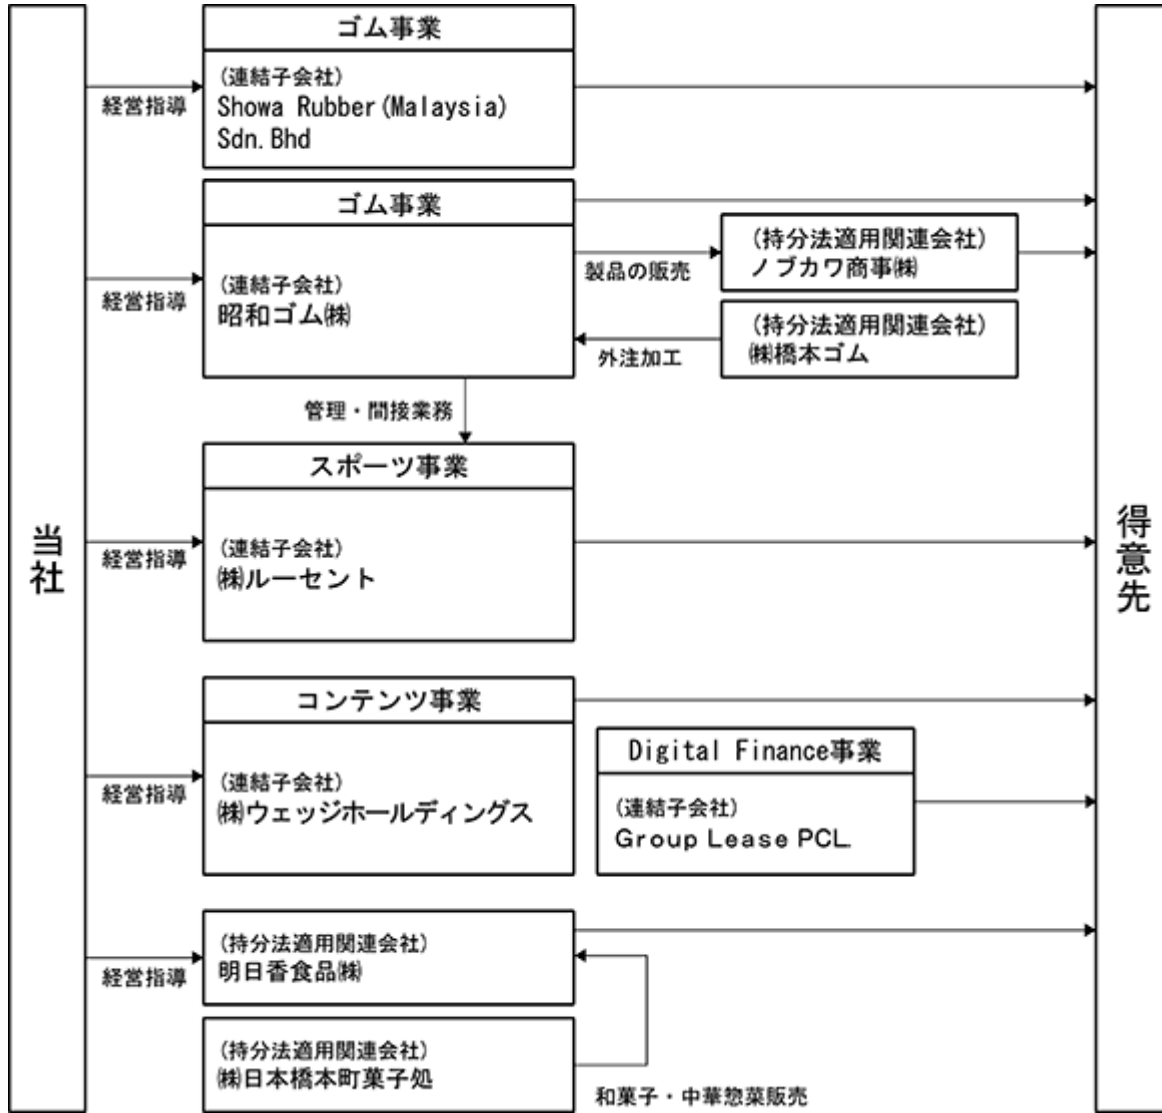 当社
ゴム事業
(連結子会社)
Showa Rubber(Malaysia)
Sdn.Bhd
経営指導
ゴム事業
(連結子会社)
昭和ゴム㈱
経営指導
製品の販売
(持分法適用関連会社)
ノブカワ商事㈱
外注加工
(持分法適用関連会社)
㈱橋本ゴム
管理・間接業務
スポーツ事業
(連結子会社)
㈱ルーセント
経営指導
コンテンツ事業
(連結子会社)
㈱ウェッジホールディングス
経営指導
Digital Finance事業
(連結子会社)
Group Lease PCL.
(持分法適用関連会社)
明日香食品㈱
経営指導
(持分法適用関連会社)
㈱日本橋本町菓子処
和菓子・中華惣菜販売
得意先